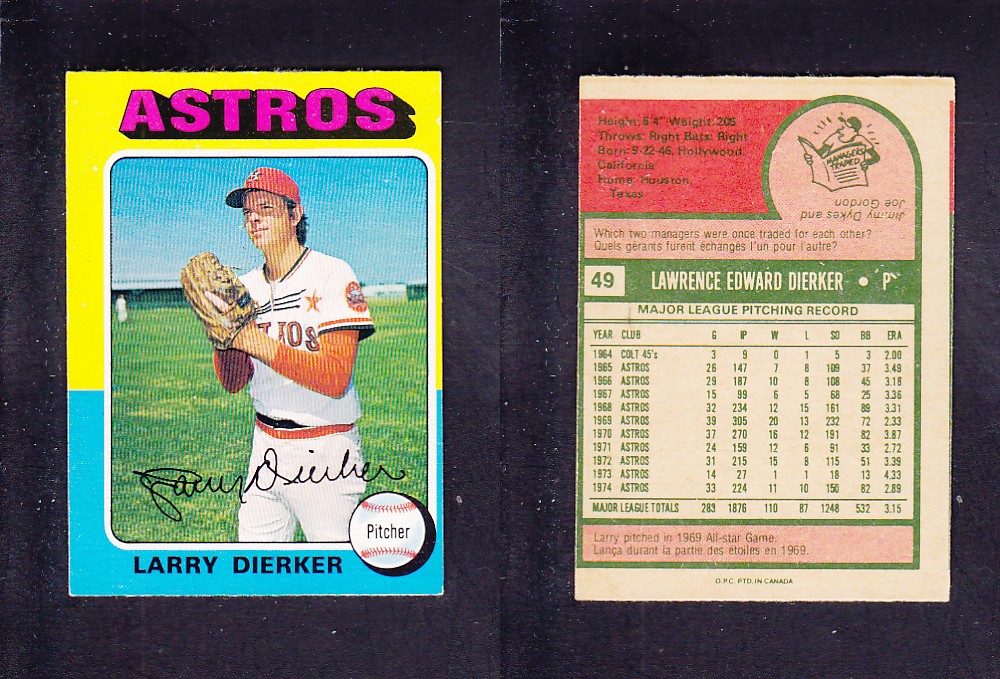 ASTROS
Larry Dierker
Pitcher
LARRY DIERKER
Height: 6'4" Weight: 205
Throws: Right Bats: Right
Born: 9-22-46, Hollywood,
California
Home: Houston,
Texas
MANAGERS TRADED
Jimmy Dykes and
Joe Gordon
Which two managers were once traded for each other?
Quels gérants furent échangés l'un pour l'autre?
49 LAWRENCE EDWARD DIERKER • P
MAJOR LEAGUE PITCHING RECORD
YEAR CLUB G IP W L SO BB ERA
1964 COLT 45's 3 9 0 1 5 3 2.00
1965 ASTROS 26 147 7 8 109 37 3.49
1966 ASTROS 29 187 10 8 108 45 3.18
1967 ASTROS 15 99 6 5 68 25 3.36
1968 ASTROS 32 234 12 15 161 89 3.31
1969 ASTROS 39 305 20 13 232 72 2.33
1970 ASTROS 37 270 16 12 191 82 3.87
1971 ASTROS 24 159 12 6 91 33 2.72
1972 ASTROS 31 215 15 8 115 51 3.39
1973 ASTROS 14 27 1 1 18 13 4.33
1974 ASTROS 33 224 11 10 150 82 2.89
MAJOR LEAGUE TOTALS 283 1876 110 87 1248 532 3.15
Larry pitched in 1969 All-star Game.
Lança durant la partie des étoiles en 1969.
O.P.C. PTD. IN CANADA